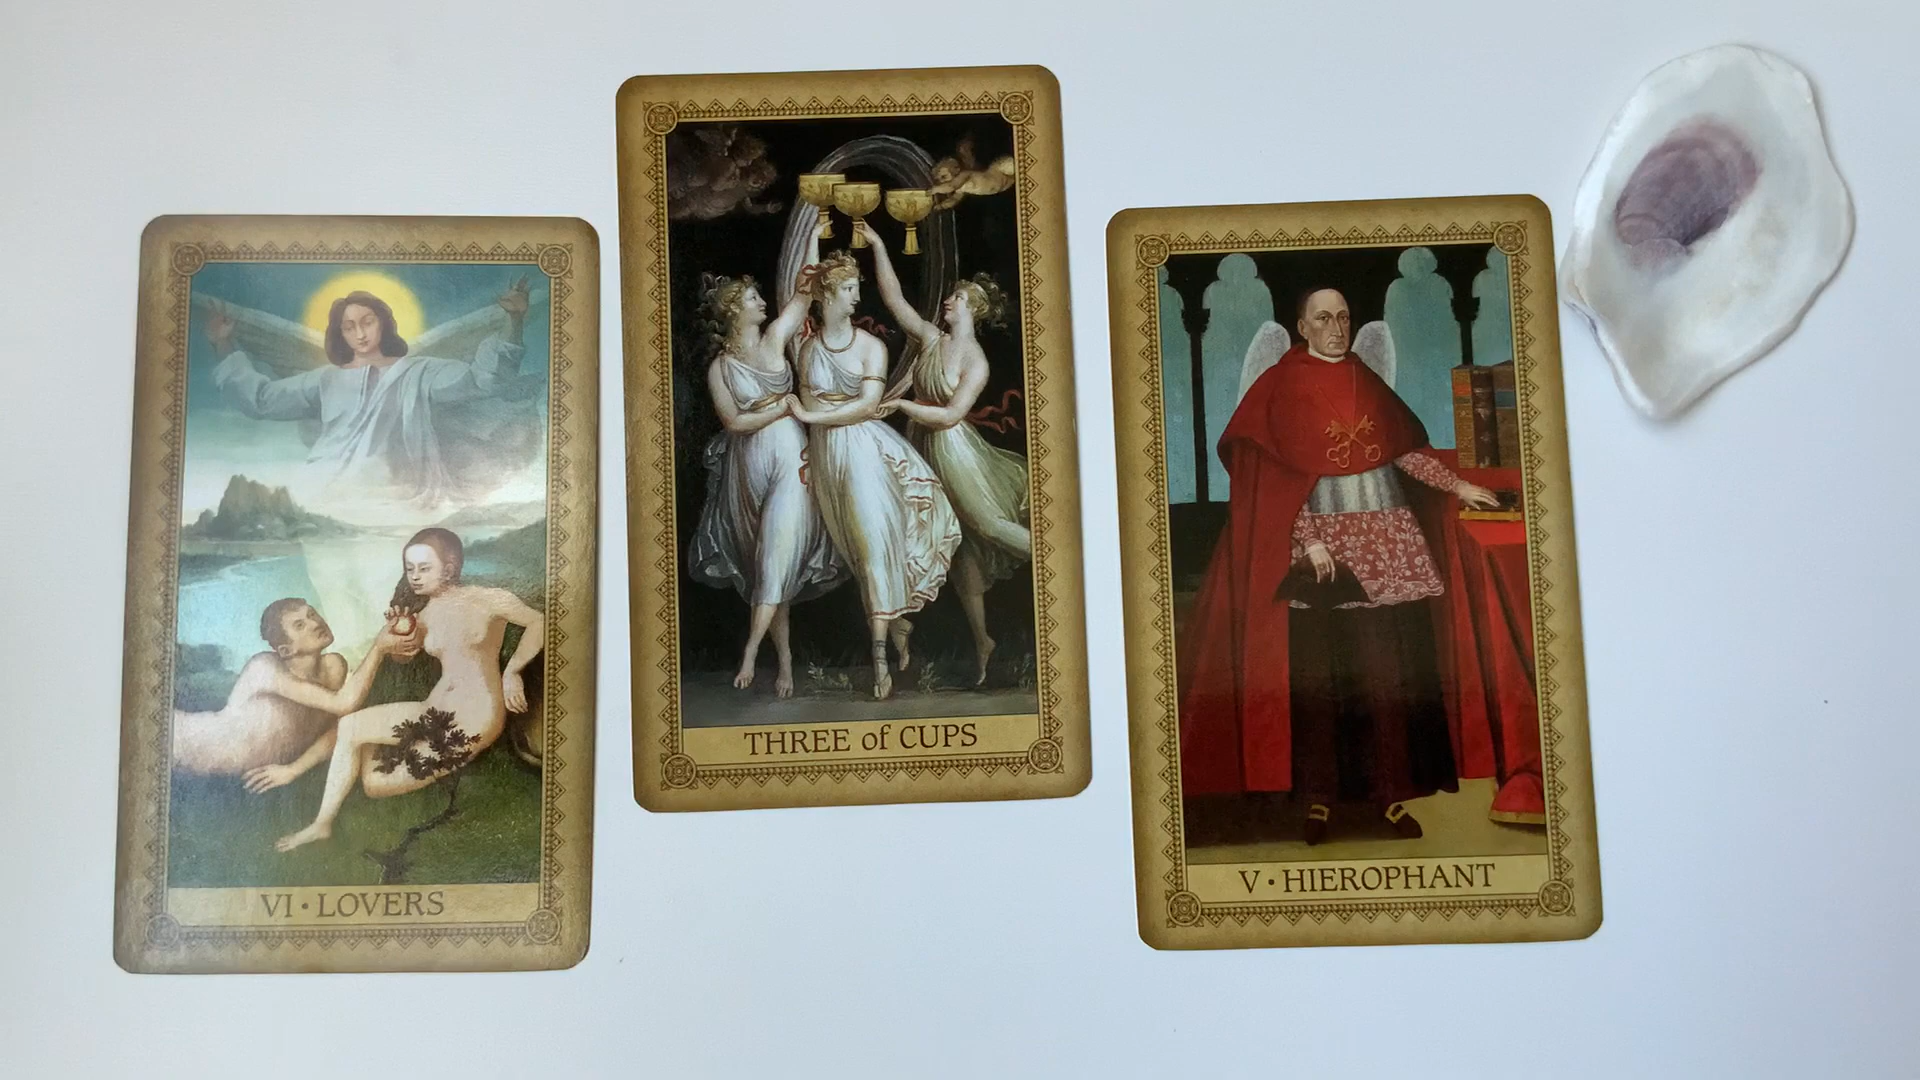 VI • LOVERS
THREE of CUPS
V • HIEROPHANT